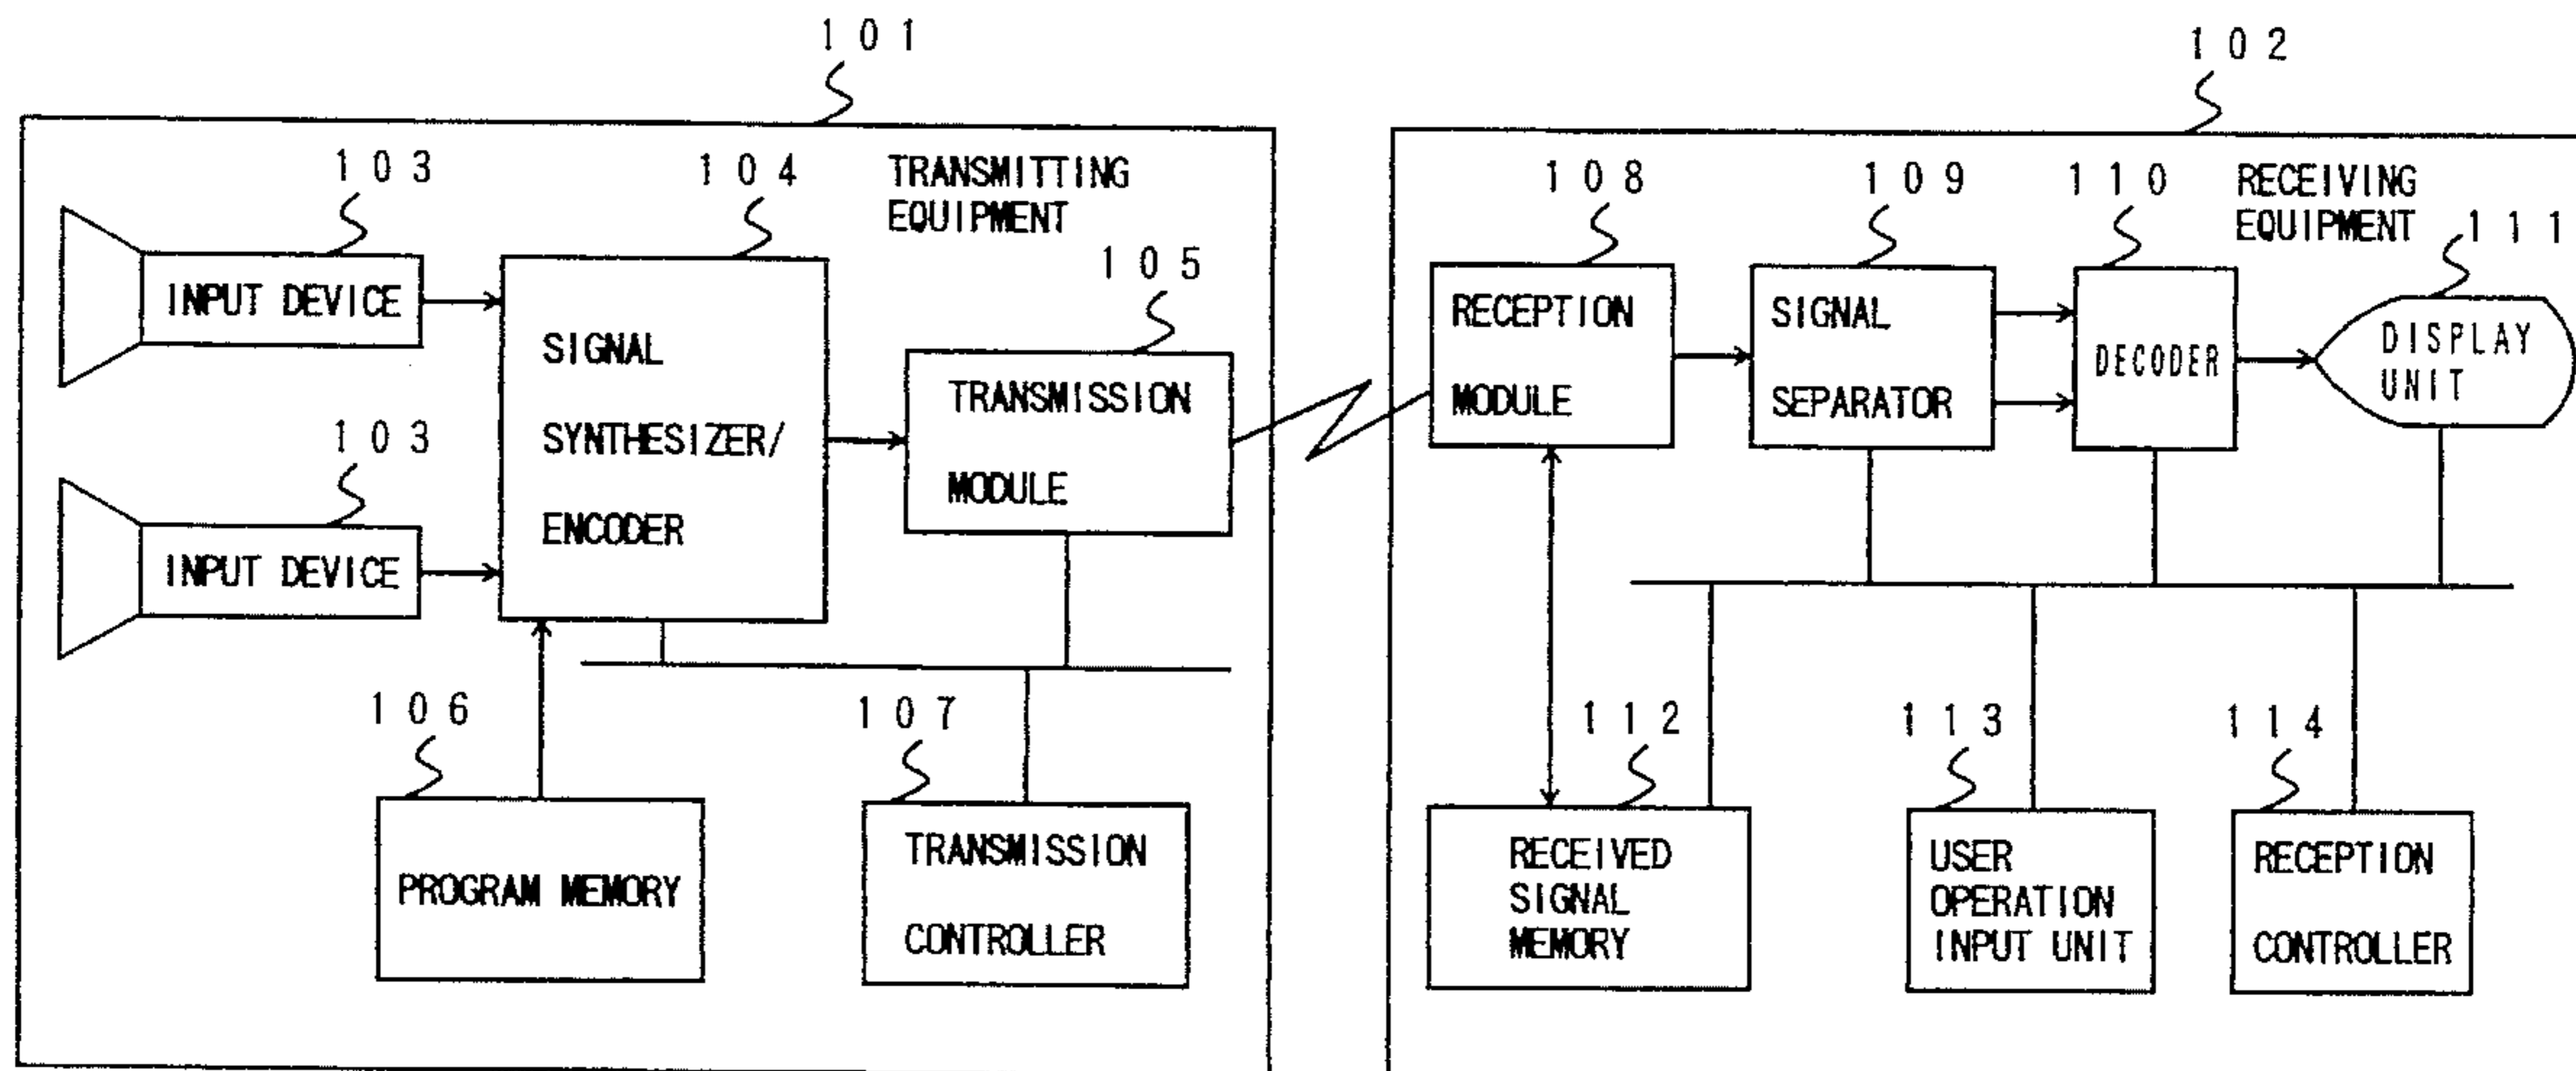 101
102
103
104
TRANSMITTING
EQUIPMENT
INPUT DEVICE
SIGNAL
SYNTHESIZER/
ENCODER
105
TRANSMISSION
MODULE
103
INPUT DEVICE
106
PROGRAM MEMORY
107
TRANSMISSION
CONTROLLER
108
RECEPTION
MODULE
109
SIGNAL
SEPARATOR
110
DECODER
RECEIVING
EQUIPMENT
111
DISPLAY
UNIT
112
RECEIVED
SIGNAL
MEMORY
113
USER
OPERATION
INPUT UNIT
114
RECEPTION
CONTROLLER